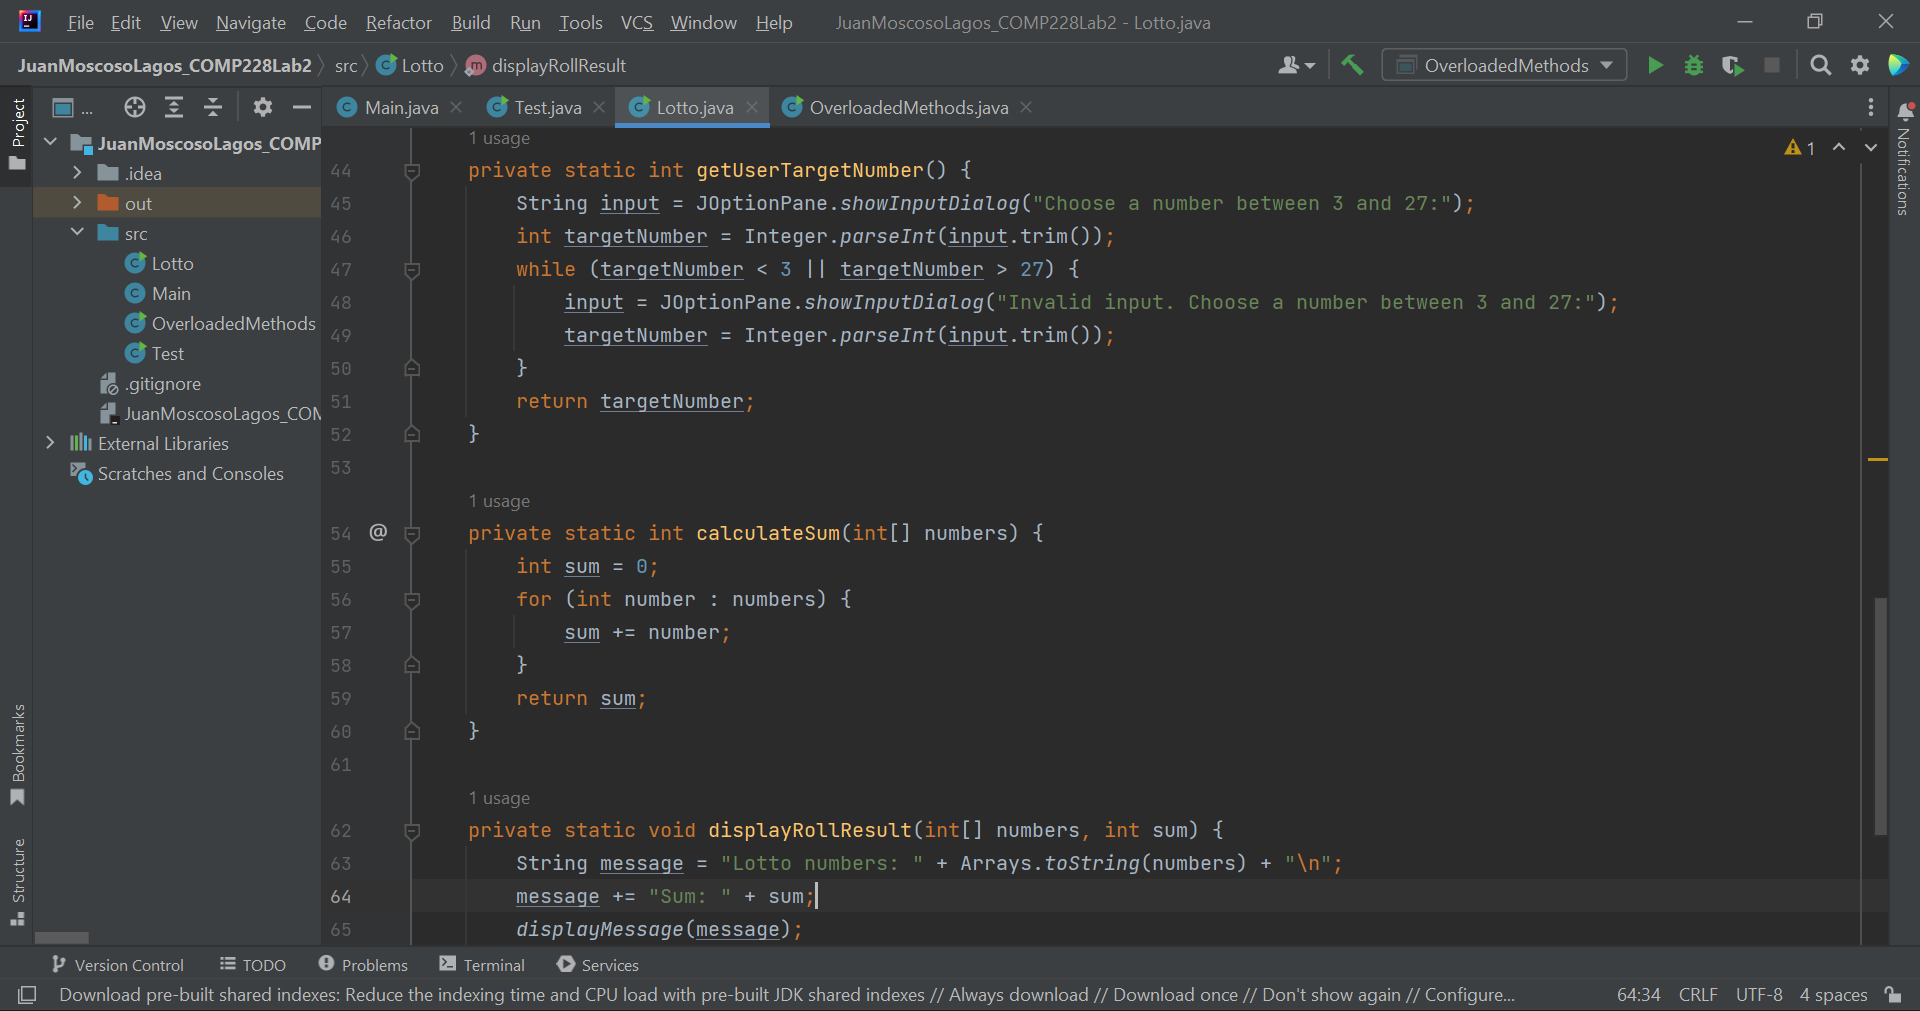 File Edit View Navigate Code Refactor Build Run Tools VCS Window Help JuanMoscosoLagos_COMP228Lab2 - Lotto.java
JuanMoscosoLagos_COMP228Lab2 src Lotto displayRollResult OverloadedMethods
Project
...
Main.java Test.java Lotto.java OverloadedMethods.java
JuanMoscosoLagos_COMP
.idea
out
src
Lotto
Main
OverloadedMethods
Test
.gitignore
JuanMoscosoLagos_COM
External Libraries
Scratches and Consoles
Bookmarks
Structure
Notifications
1
1 usage
44 private static int getUserTargetNumber() {
45 String input = JOptionPane.showInputDialog("Choose a number between 3 and 27:");
46 int targetNumber = Integer.parseInt(input.trim());
47 while (targetNumber < 3 || targetNumber > 27) {
48 input = JOptionPane.showInputDialog("Invalid input. Choose a number between 3 and 27:");
49 targetNumber = Integer.parseInt(input.trim());
50 }
51 return targetNumber;
52 }
53
1 usage
54 @ private static int calculateSum(int[] numbers) {
55 int sum = 0;
56 for (int number : numbers) {
57 sum += number;
58 }
59 return sum;
60 }
61
1 usage
62 private static void displayRollResult(int[] numbers, int sum) {
63 String message = "Lotto numbers: " + Arrays.toString(numbers) + "\n";
64 message += "Sum: " + sum;
65 displayMessage(message);
Version Control TODO Problems Terminal Services
Download pre-built shared indexes: Reduce the indexing time and CPU load with pre-built JDK shared indexes // Always download // Download once // Don't show again // Configure... 64:34 CRLF UTF-8 4 spaces